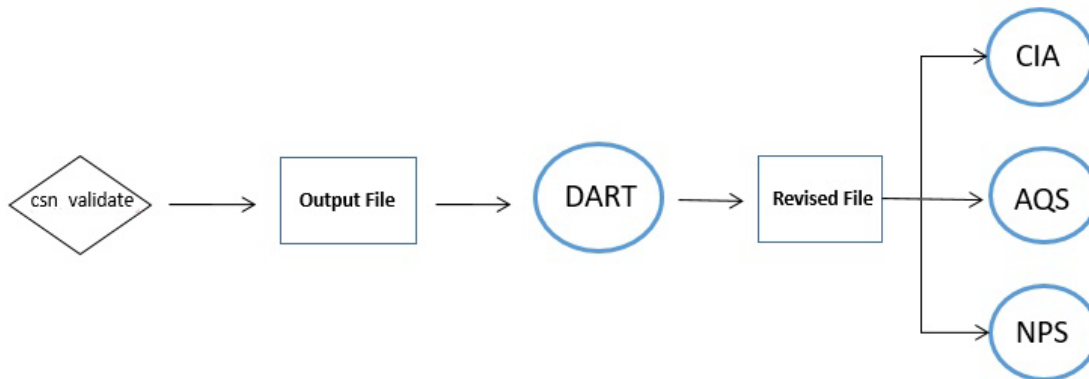 csn validate
Output File
DART
Revised File
CIA
AQS
NPS